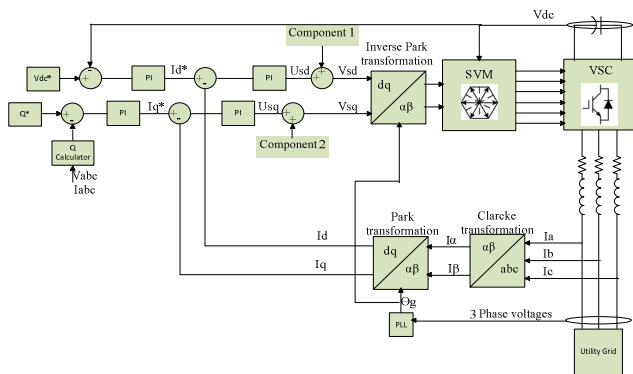 Vdc
Component 1
Inverse Park
transformation
SVM
VSC
Vdc*
PI
Id*
PI
Usd
Vsd
dq
αβ
Q*
PI
Iq*
PI
Usq
Vsq
Q
Calculator
Component 2
Vabc
Iabc
Park
transformation
Clarcke
transformation
Id
dq
αβ
Iα
αβ
abc
Ia
Ib
Iq
Iβ
Ic
Θg
PLL
3 Phase voltages
Utility Grid